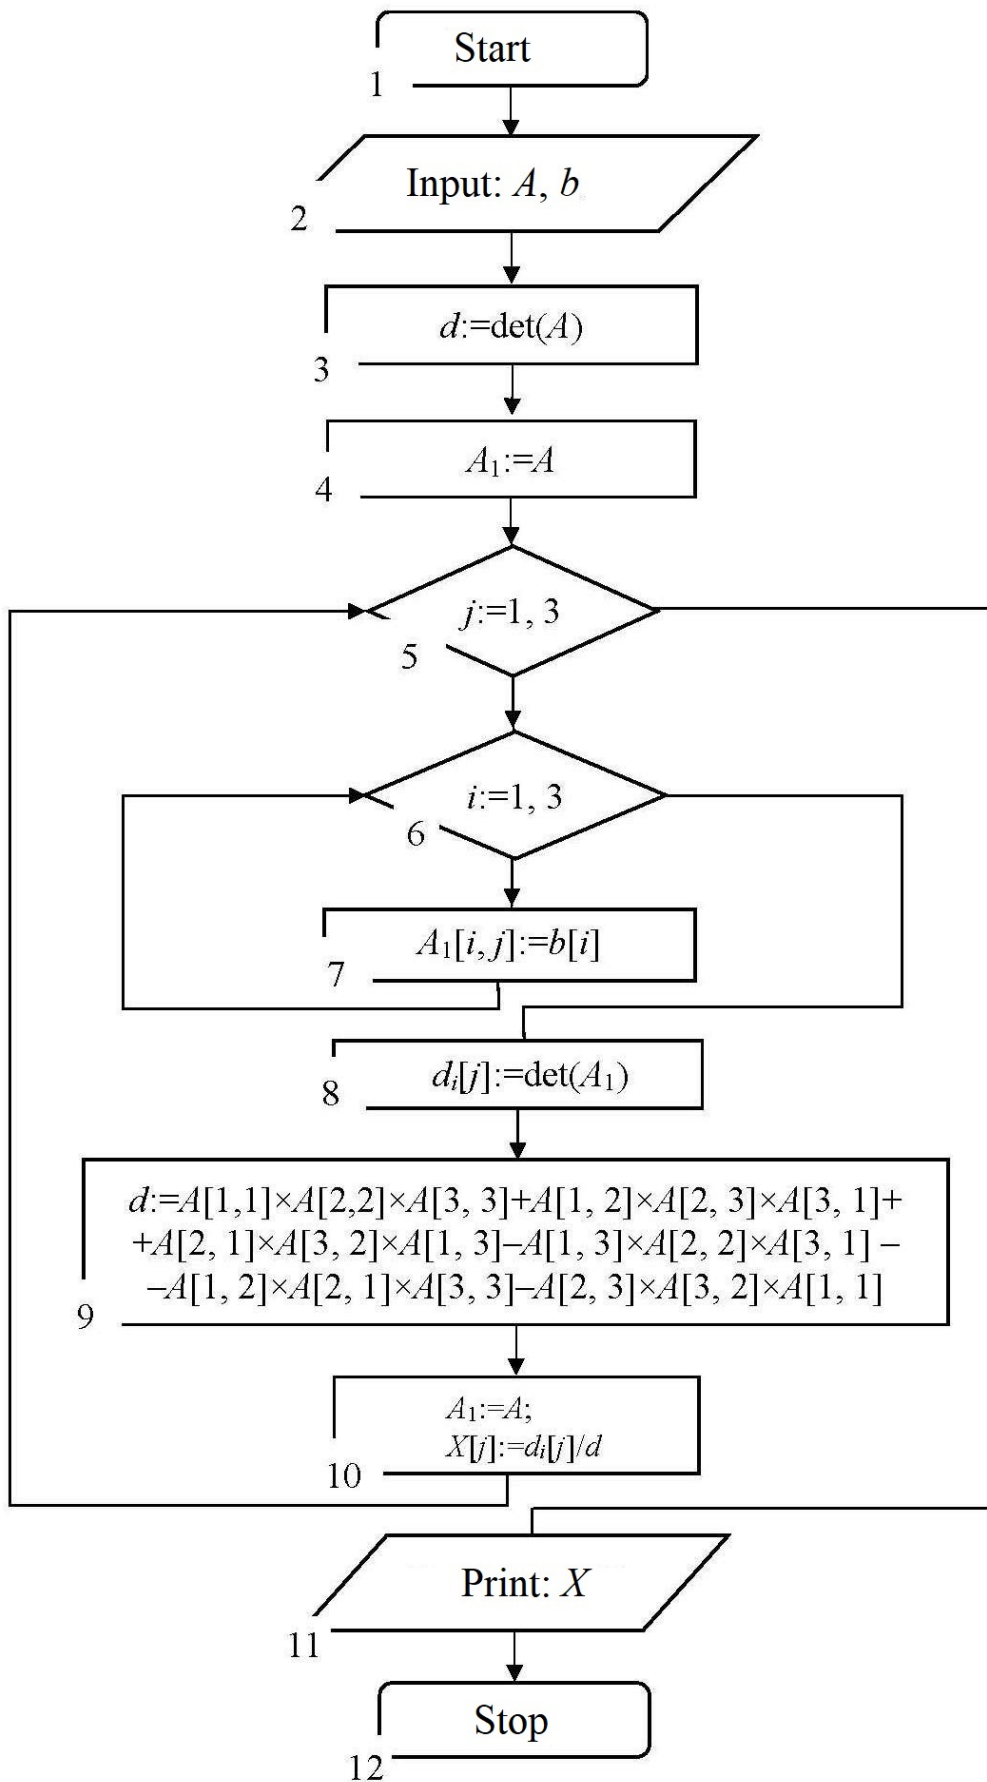 Start
1
Input: A, b
2
d:=det(A)
3
A₁:=A
4
j:=1, 3
5
i:=1, 3
6
A₁[i, j]:=b[i]
7
dᵢ[j]:=det(A₁)
8
d:=A[1,1]×A[2,2]×A[3, 3]+A[1, 2]×A[2, 3]×A[3, 1]+
+A[2, 1]×A[3, 2]×A[1, 3]–A[1, 3]×A[2, 2]×A[3, 1] –
–A[1, 2]×A[2, 1]×A[3, 3]–A[2, 3]×A[3, 2]×A[1, 1]
9
A₁:=A;
X[j]:=dᵢ[j]/d
10
Print: X
11
Stop
12